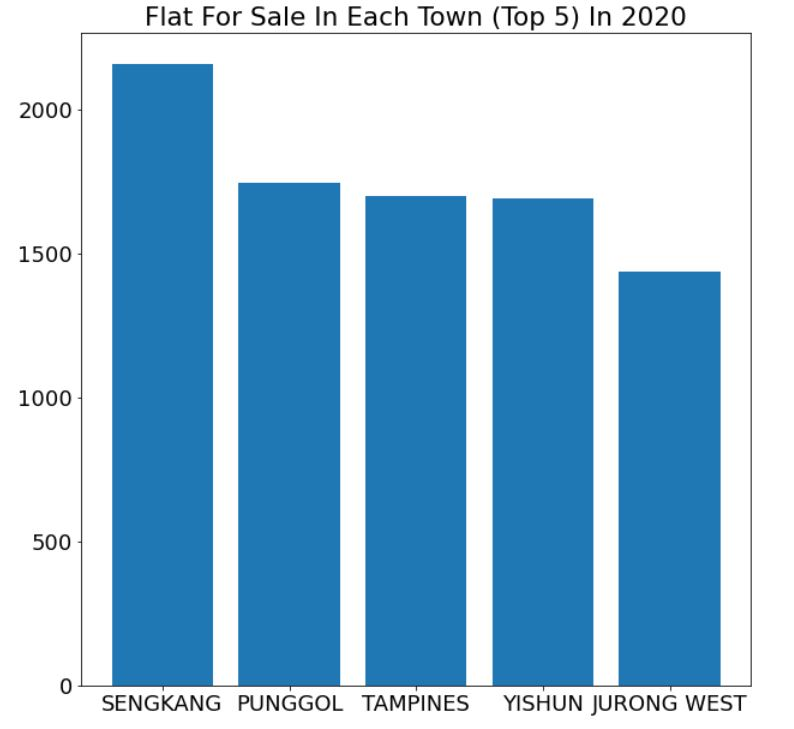 Flat For Sale In Each Town (Top 5) In 2020
2000
1500
1000
500
0
SENGKANG PUNGGOL TAMPINES YISHUN JURONG WEST